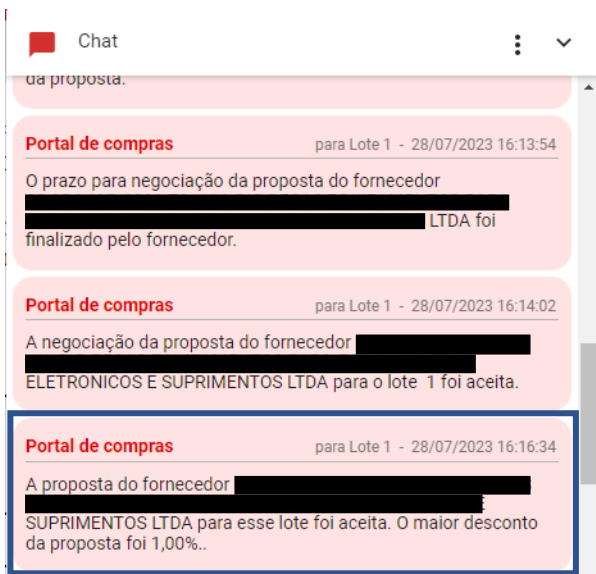 Chat
da proposta.
Portal de compras para Lote 1 - 28/07/2023 16:13:54
O prazo para negociação da proposta do fornecedor
LTDA foi
finalizado pelo fornecedor.
Portal de compras para Lote 1 - 28/07/2023 16:14:02
A negociação da proposta do fornecedor
ELETRONICOS E SUPRIMENTOS LTDA para o lote 1 foi aceita.
Portal de compras para Lote 1 - 28/07/2023 16:16:34
A proposta do fornecedor
SUPRIMENTOS LTDA para esse lote foi aceita. O maior desconto
da proposta foi 1,00%..